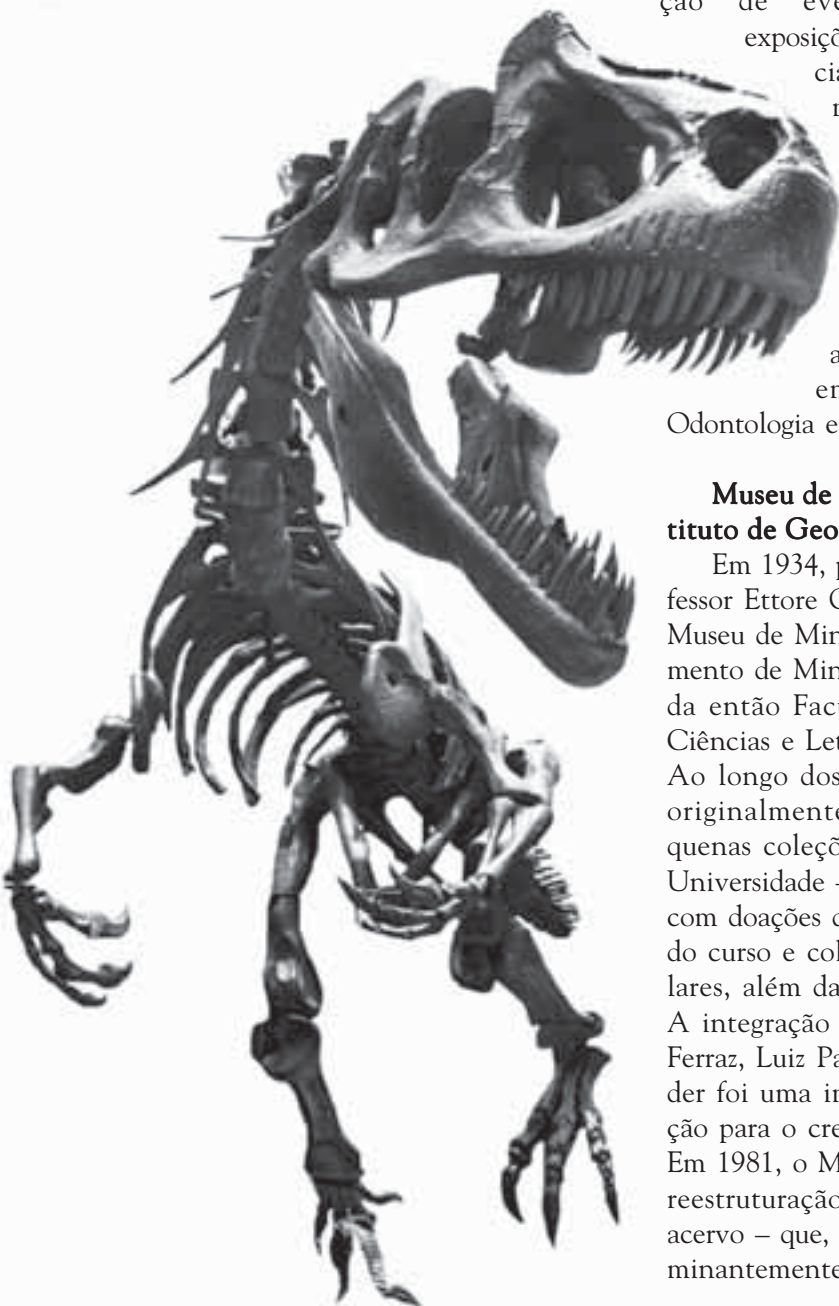 ção de eve
exposiçõ
cia
r
a
en
Odontologia e
Museu de
tituto de Geo
Em 1934, p
fessor Ettore
Museu de Min
mento de Min
da então Facu
Ciências e Let
Ao longo dos
originalmente
quenas coleçõ
Universidade
com doações
do curso e col
lares, além da
A integração
Ferraz, Luiz Pa
der foi uma in
ção para o cre
Em 1981, o M
reestruturação
acervo – que,
minantemente